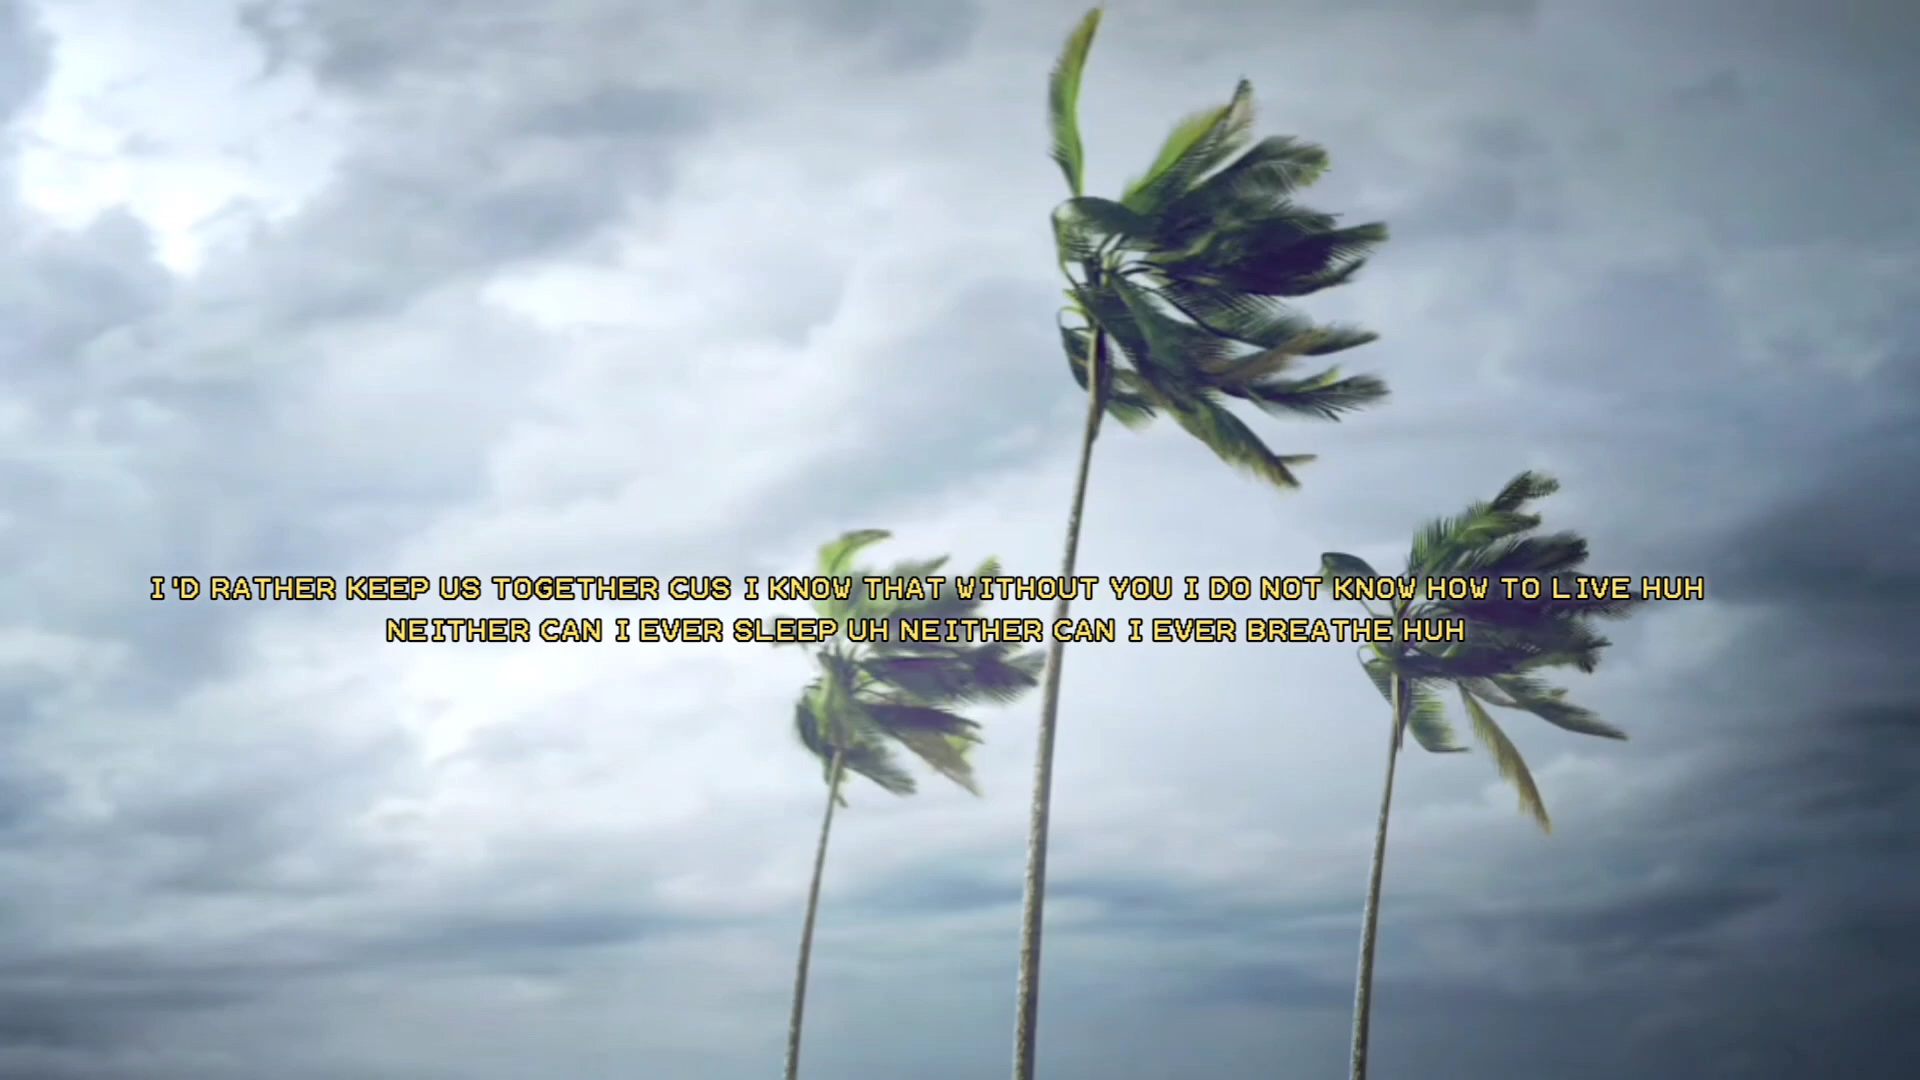 I'D RATHER KEEP US TOGETHER CUS I KNOW THAT WITHOUT YOU I DO NOT KNOW HOW TO LIVE HUH
NEITHER CAN I EVER SLEEP UH NEITHER CAN I EVER BREATHE HUH